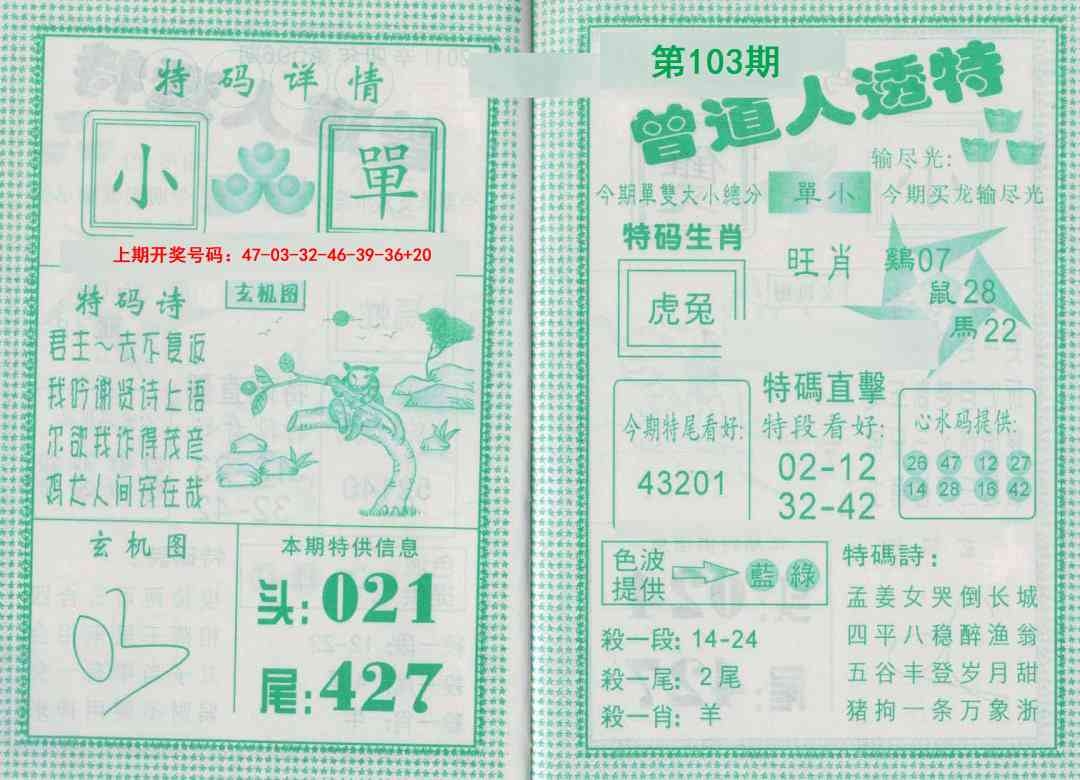 特码详情
小 單
上期开奖号码：47-03-32-46-39-36+20
特码诗
玄机图
君主一去不复返
我吟谢贤诗上语
尔欲我作得茂彦
鸡犬人间宛在哉
玄机图
本期特供信息
头:021
尾:427
第103期
曾道人透特
输尽光:
今期單雙大小總分 單小 今期买龙输尽光
特码生肖
虎兔
旺肖 鷄07
鼠28
馬22
今期特尾看好:
43201
特碼直擊
特段看好:
02-12
32-42
心水码提供:
26 47 12 27
14 28 16 42
色波
提供
藍 綠
殺一段: 14-24
殺一尾: 2尾
殺一肖: 羊
特碼詩:
孟姜女哭倒长城
四平八稳醉渔翁
五谷丰登岁月甜
猪拘一条万象浙